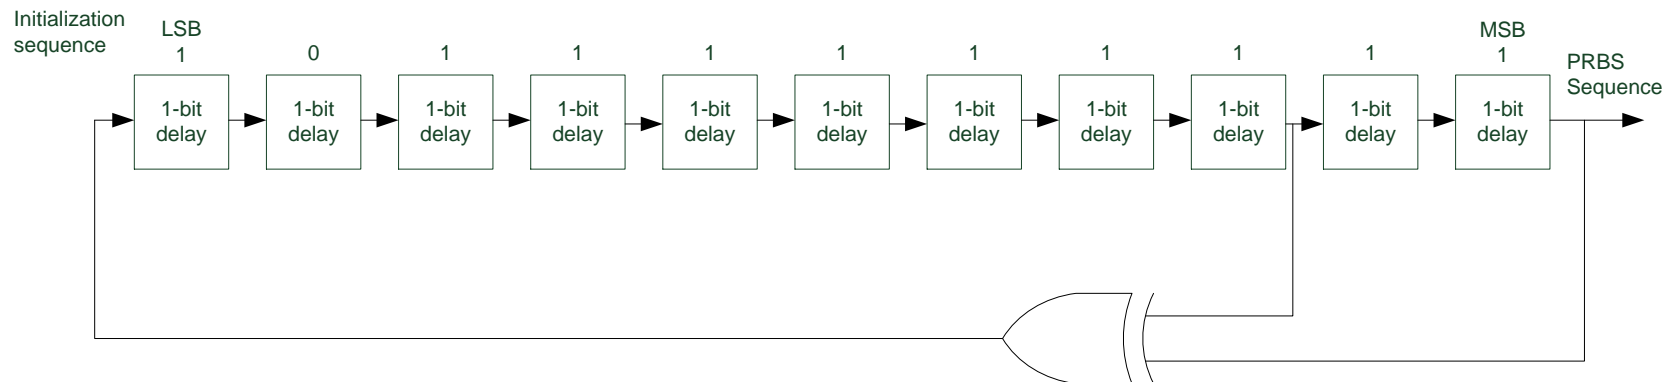 Initialization
sequence
LSB
1
0
1
1
1
1
1
1
1
1
MSB
1
PRBS
Sequence
1-bit
delay
1-bit
delay
1-bit
delay
1-bit
delay
1-bit
delay
1-bit
delay
1-bit
delay
1-bit
delay
1-bit
delay
1-bit
delay
1-bit
delay